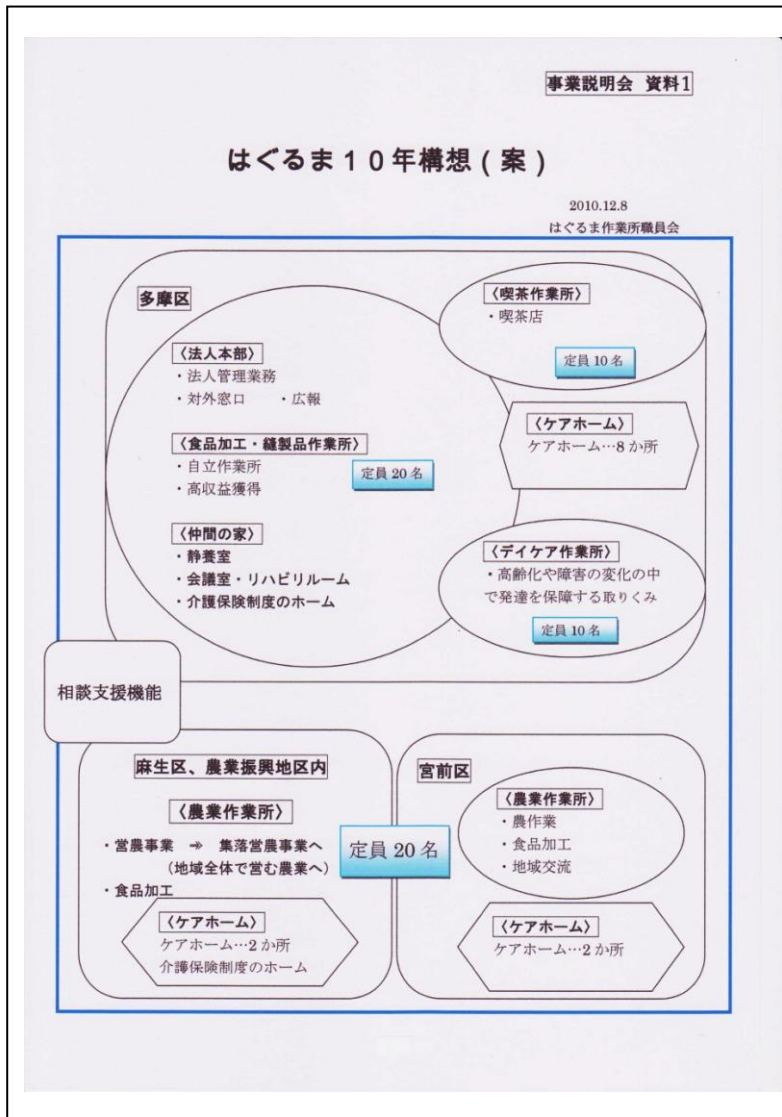 事業説明会 資料1
はぐるま10年構想(案)
2010.12.8
はぐるま作業所職員会
多摩区
〈法人本部〉
・法人管理業務
・対外窓口 ・広報
〈食品加工・縫製品作業所〉
・自立作業所
・高収益獲得
定員 20 名
〈仲間の家〉
・静養室
・会議室・リハビリルーム
・介護保険制度のホーム
〈喫茶作業所〉
・喫茶店
定員 10 名
〈ケアホーム〉
ケアホーム…8 か所
〈デイケア作業所〉
・高齢化や障害の変化の中
で発達を保障する取りくみ
定員 10 名
相談支援機能
麻生区、農業振興地区内
〈農業作業所〉
・営農事業 ➾ 集落営農事業へ
(地域全体で営む農業へ)
・食品加工
〈ケアホーム〉
ケアホーム…2 か所
介護保険制度のホーム
定員 20 名
宮前区
〈農業作業所〉
・農作業
・食品加工
・地域交流
〈ケアホーム〉
ケアホーム…2 か所